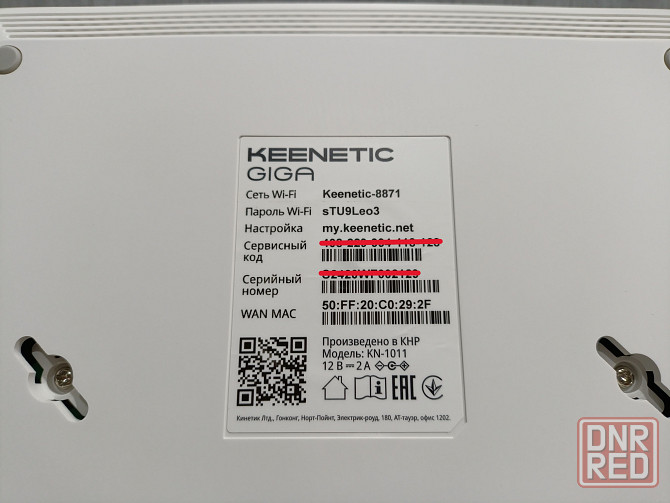 KEENETIC
GIGA
Сеть Wi-Fi Keenetic-8871
Пароль Wi-Fi sTU9Leo3
Настройка my.keenetic.net
Сервисный
код
Серийный
номер
WAN MAC 50:FF:20:C0:29:2F
Произведено в КНР
Модель: KN-1011
12 В 2 А
EAC
Кинетик Лтд., Гонконг, Норт-Пойнт, Электрик-роуд, 180, АТ-тауэр, офис 1202.
DNR
RED